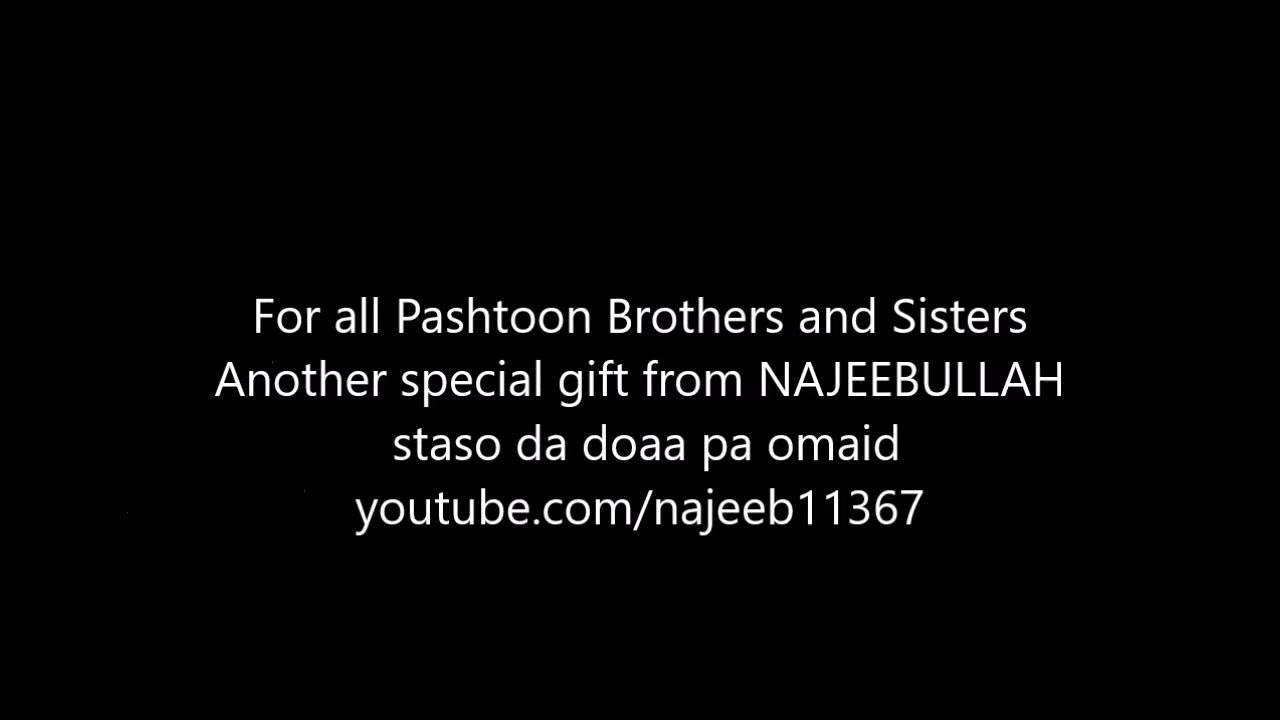 For all Pashtoon Brothers and Sisters
Another special gift from NAJEEBULLAH
staso da doaa pa omaid
youtube.com/najeeb11367